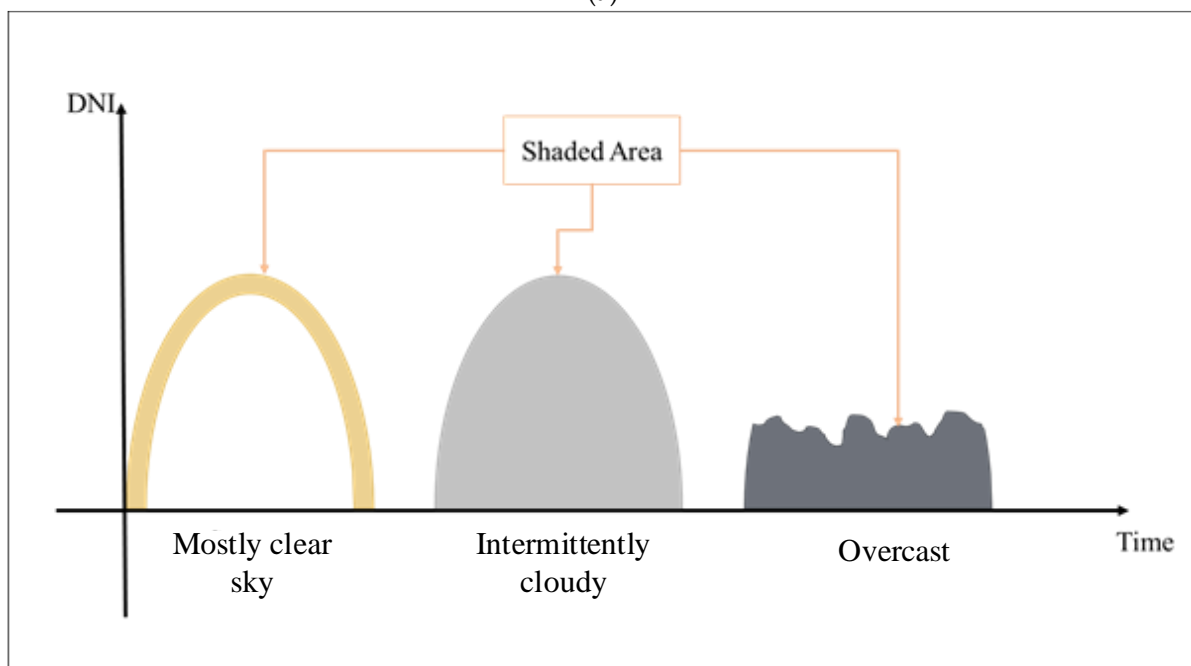 DNI
Shaded Area
Mostly clear
sky
Intermittently
cloudy
Overcast
Time